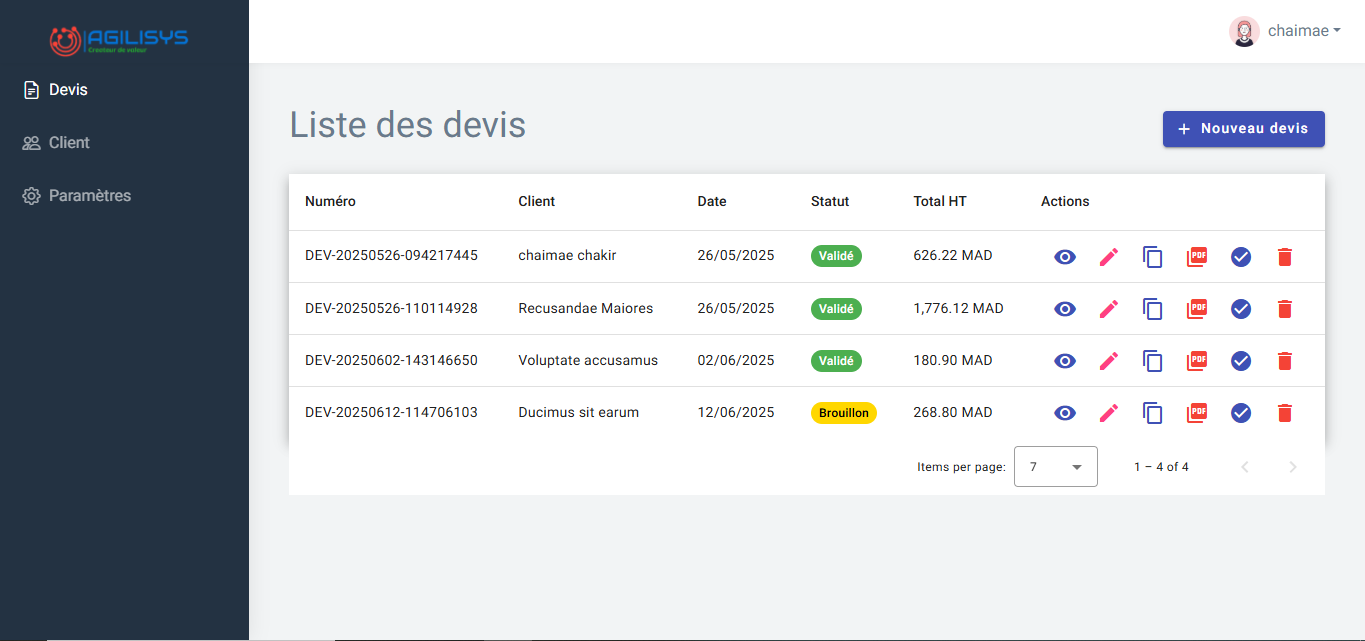 AGILISYS
Createur de valeur
chaimae
Devis
Client
Paramètres
Liste des devis
+ Nouveau devis
Numéro Client Date Statut Total HT Actions
DEV-20250526-094217445 chaimae chakir 26/05/2025 Validé 626.22 MAD PDF
DEV-20250526-110114928 Recusandae Maiores 26/05/2025 Validé 1,776.12 MAD PDF
DEV-20250602-143146650 Voluptate accusamus 02/06/2025 Validé 180.90 MAD PDF
DEV-20250612-114706103 Ducimus sit earum 12/06/2025 Brouillon 268.80 MAD PDF
Items per page: 7 1 – 4 of 4